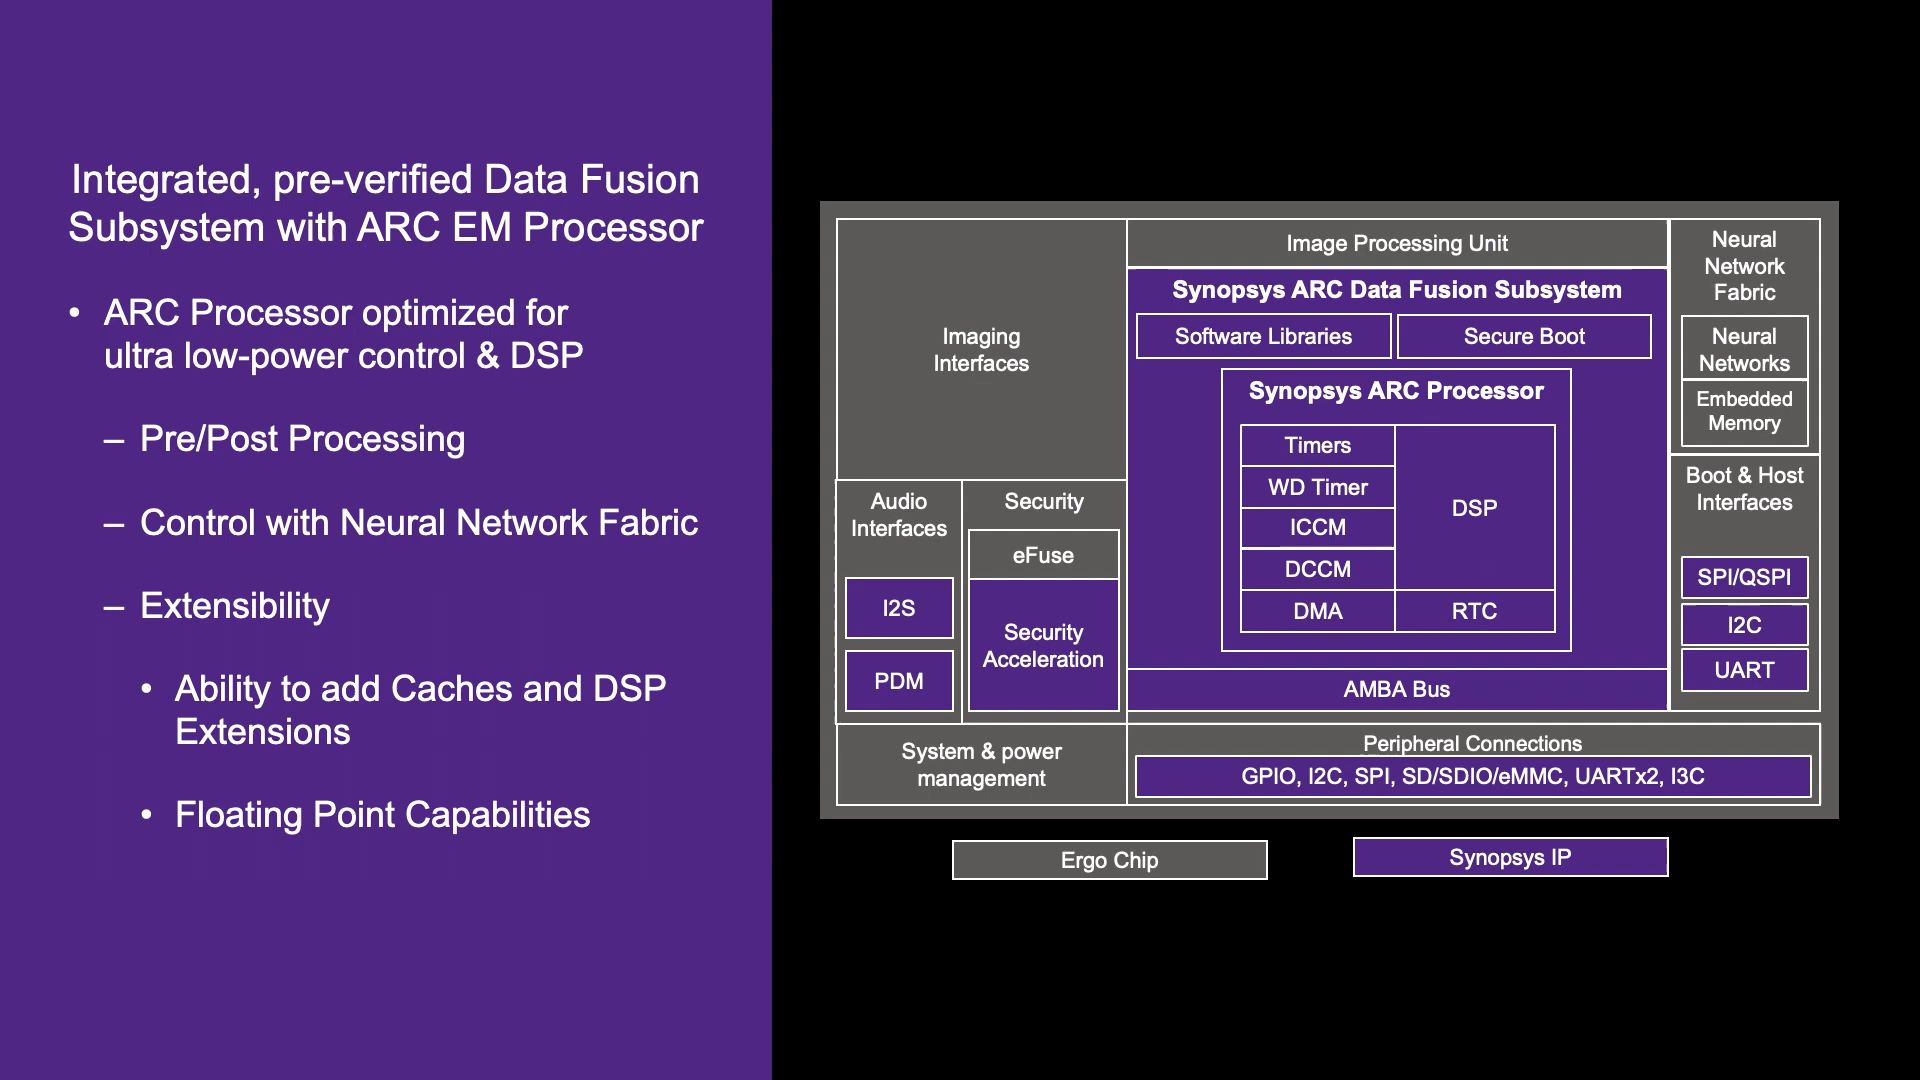 Integrated, pre-verified Data Fusion
Subsystem with ARC EM Processor
• ARC Processor optimized for
ultra low-power control & DSP
– Pre/Post Processing
– Control with Neural Network Fabric
– Extensibility
• Ability to add Caches and DSP
Extensions
• Floating Point Capabilities
Imaging
Interfaces
Image Processing Unit
Synopsys ARC Data Fusion Subsystem
Software Libraries
Secure Boot
Synopsys ARC Processor
Timers
WD Timer
ICCM
DCCM
DMA
DSP
RTC
AMBA Bus
Neural
Network
Fabric
Neural
Networks
Embedded
Memory
Audio
Interfaces
I2S
PDM
Security
eFuse
Security
Acceleration
Boot & Host
Interfaces
SPI/QSPI
I2C
UART
System & power
management
Peripheral Connections
GPIO, I2C, SPI, SD/SDIO/eMMC, UARTx2, I3C
Ergo Chip
Synopsys IP